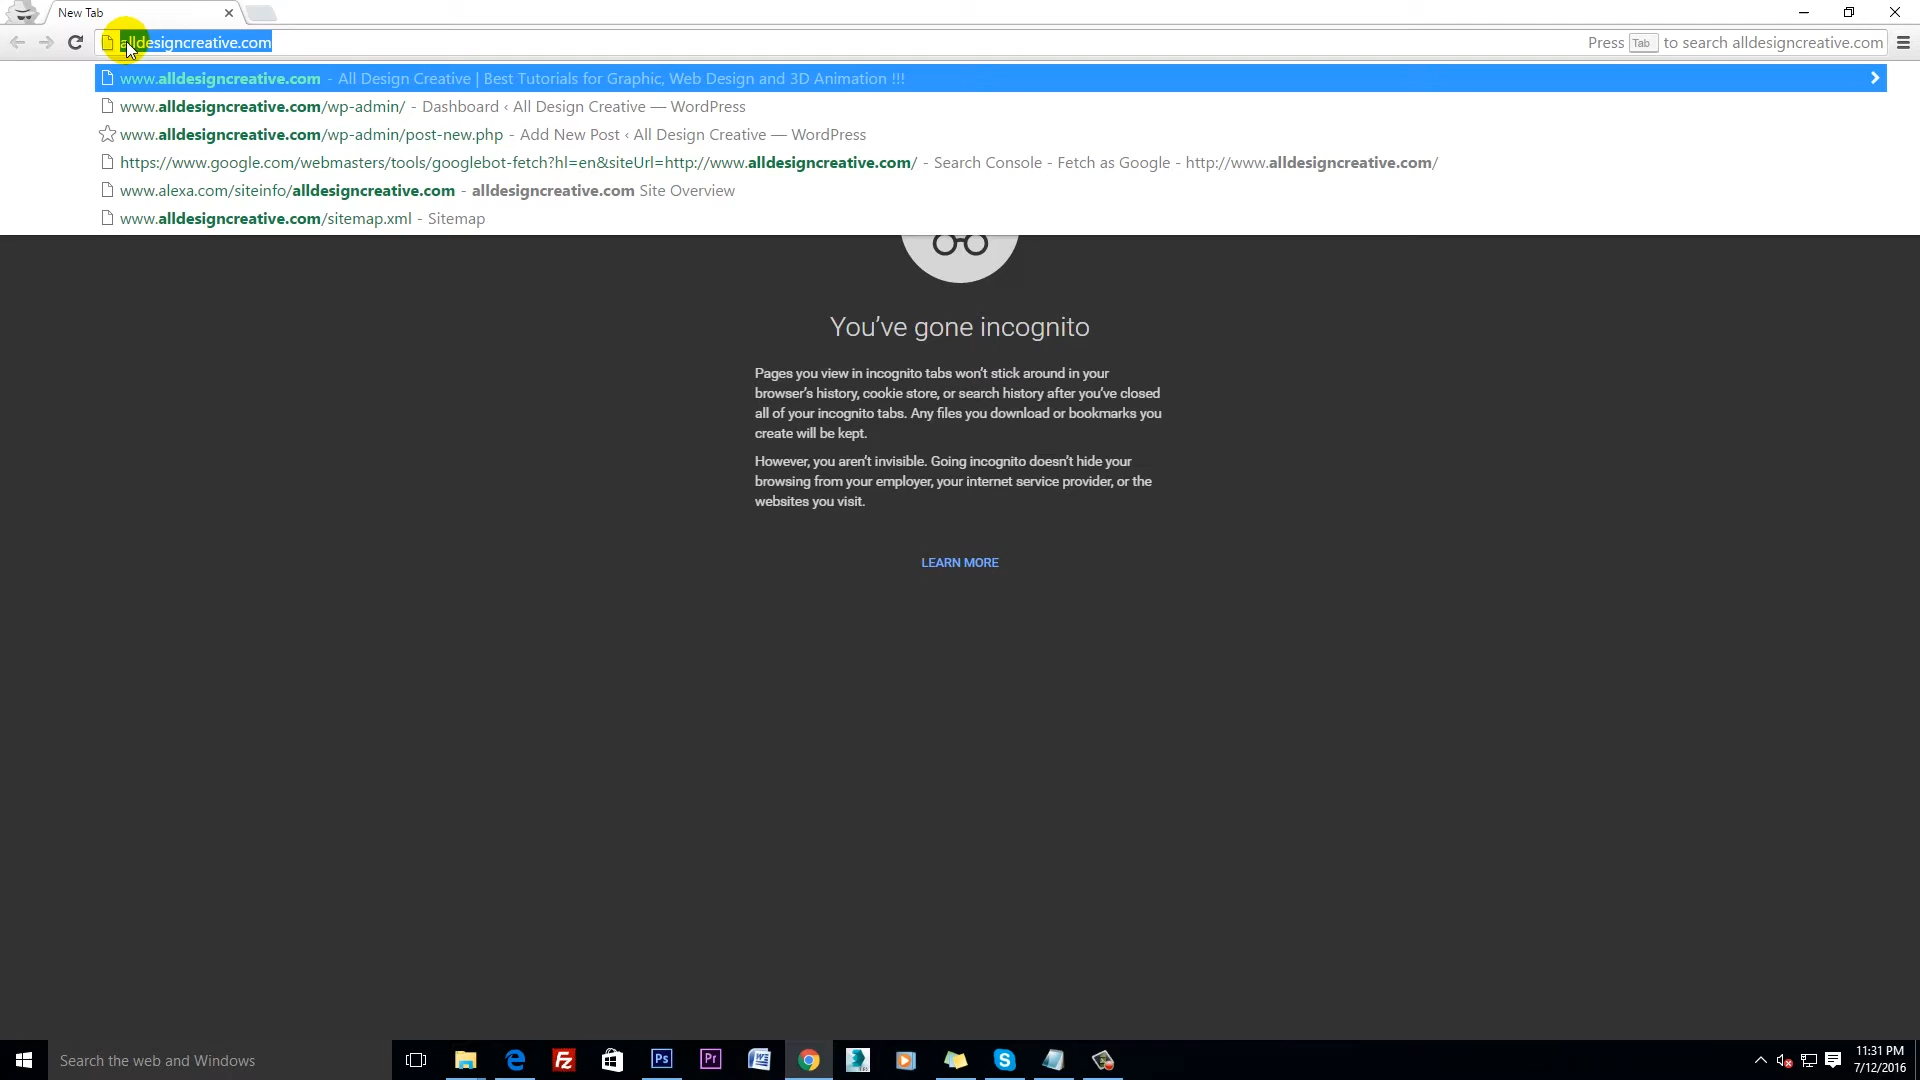 New Tab
alldesigncreative.com
Press Tab to search alldesigncreative.com
www.alldesigncreative.com - All Design Creative | Best Tutorials for Graphic, Web Design and 3D Animation !!!
www.alldesigncreative.com/wp-admin/ - Dashboard ‹ All Design Creative — WordPress
www.alldesigncreative.com/wp-admin/post-new.php - Add New Post ‹ All Design Creative — WordPress
https://www.google.com/webmasters/tools/googlebot-fetch?hl=en&siteUrl=http://www.alldesigncreative.com/ - Search Console - Fetch as Google - http://www.alldesigncreative.com/
www.alexa.com/siteinfo/alldesigncreative.com - alldesigncreative.com Site Overview
www.alldesigncreative.com/sitemap.xml - Sitemap
You've gone incognito
Pages you view in incognito tabs won't stick around in your
browser's history, cookie store, or search history after you've closed
all of your incognito tabs. Any files you download or bookmarks you
create will be kept.
However, you aren't invisible. Going incognito doesn't hide your
browsing from your employer, your internet service provider, or the
websites you visit.
LEARN MORE
Search the web and Windows
Fz
Ps
Pr
11:31 PM
7/12/2016